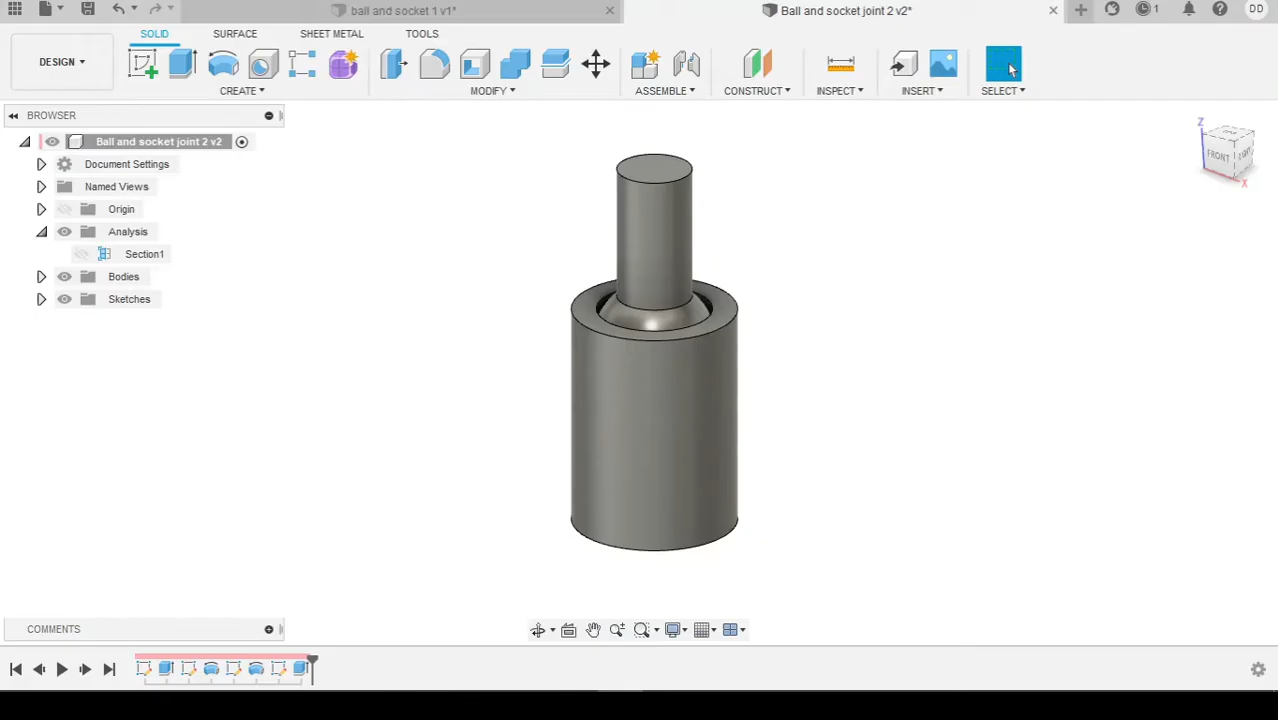 ball and socket 1 v1*
Ball and socket joint 2 v2*
1
DD
DESIGN
SOLID
SURFACE
SHEET METAL
TOOLS
CREATE
MODIFY
ASSEMBLE
CONSTRUCT
INSPECT
INSERT
SELECT
BROWSER
Ball and socket joint 2 v2
Document Settings
Named Views
Origin
Analysis
Section1
Bodies
Sketches
Z
FRONT
RIGHT
X
COMMENTS